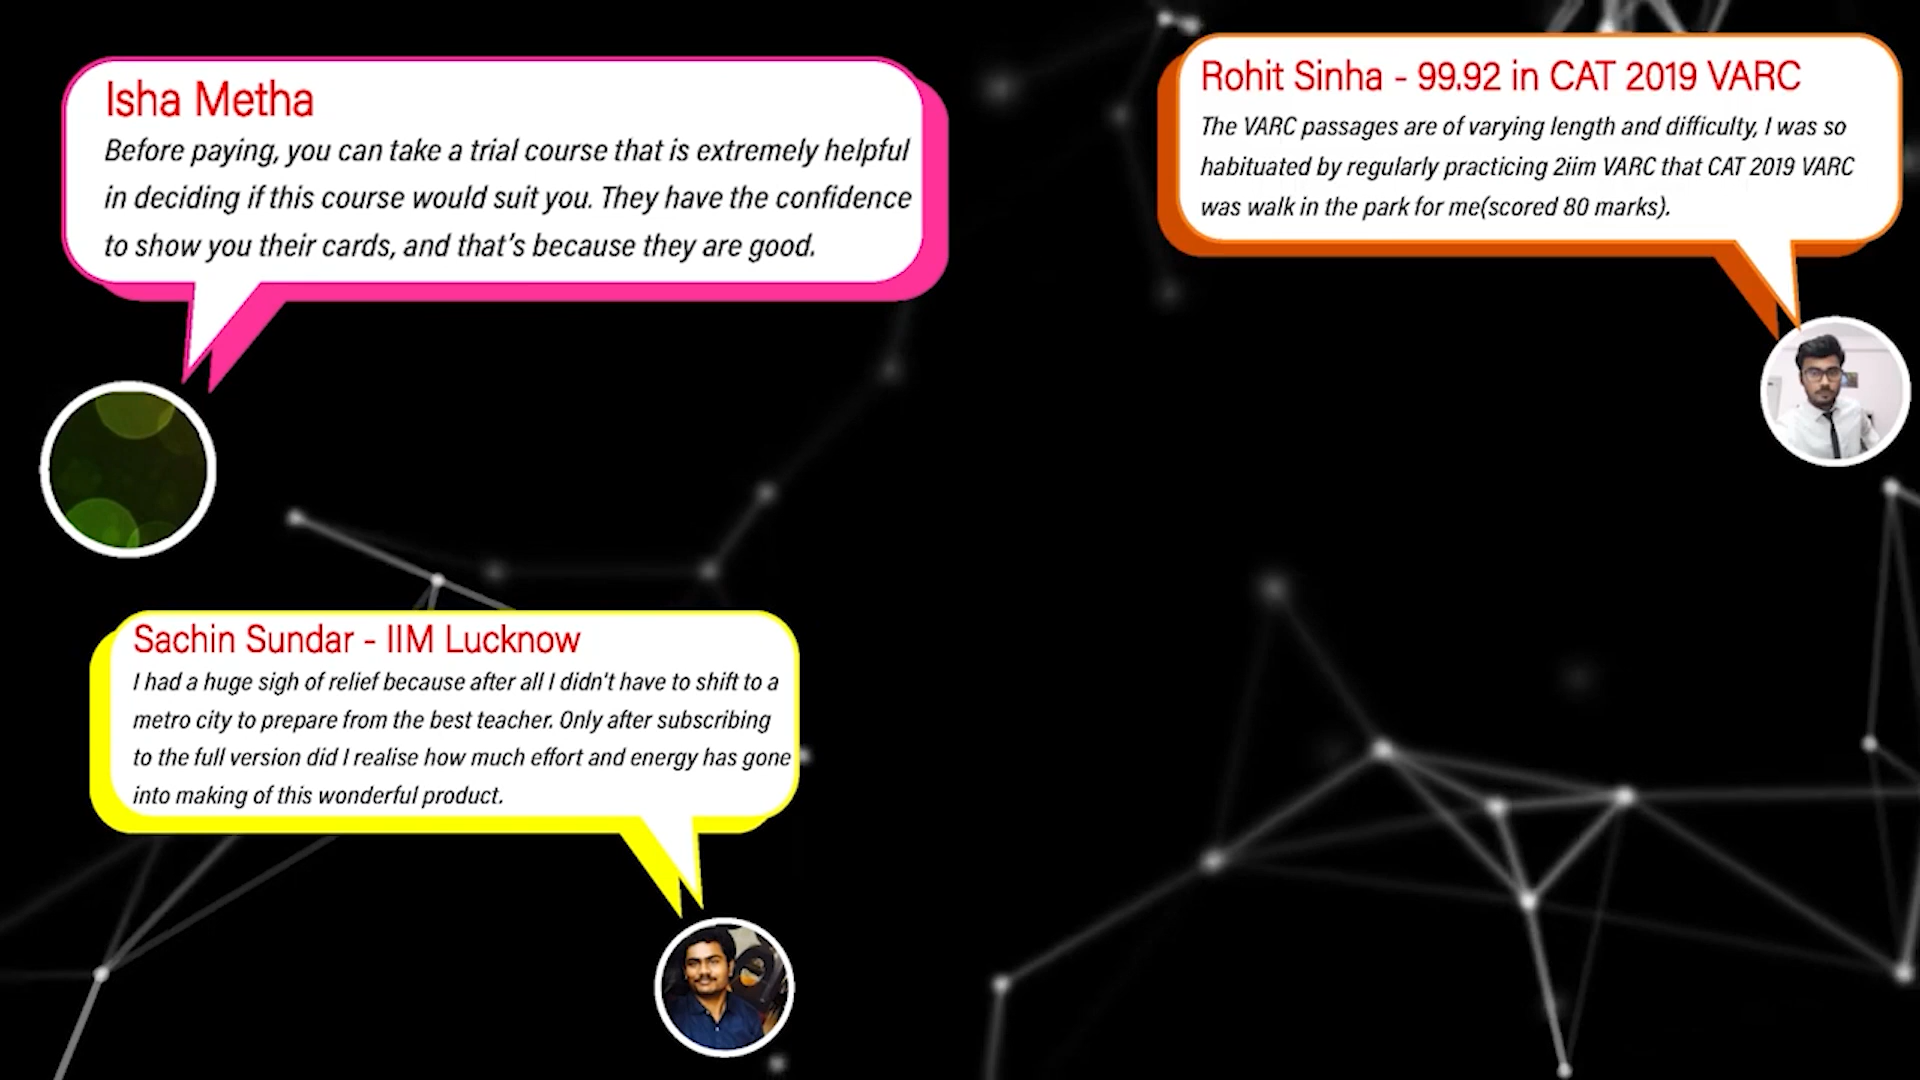 Isha Metha
Before paying, you can take a trial course that is extremely helpful
in deciding if this course would suit you. They have the confidence
to show you their cards, and that's because they are good.
Rohit Sinha - 99.92 in CAT 2019 VARC
The VARC passages are of varying length and difficulty, I was so
habituated by regularly practicing 2iim VARC that CAT 2019 VARC
was walk in the park for me(scored 80 marks).
Sachin Sundar - IIM Lucknow
I had a huge sigh of relief because after all I didn't have to shift to a
metro city to prepare from the best teacher. Only after subscribing
to the full version did I realise how much effort and energy has gone
into making of this wonderful product.